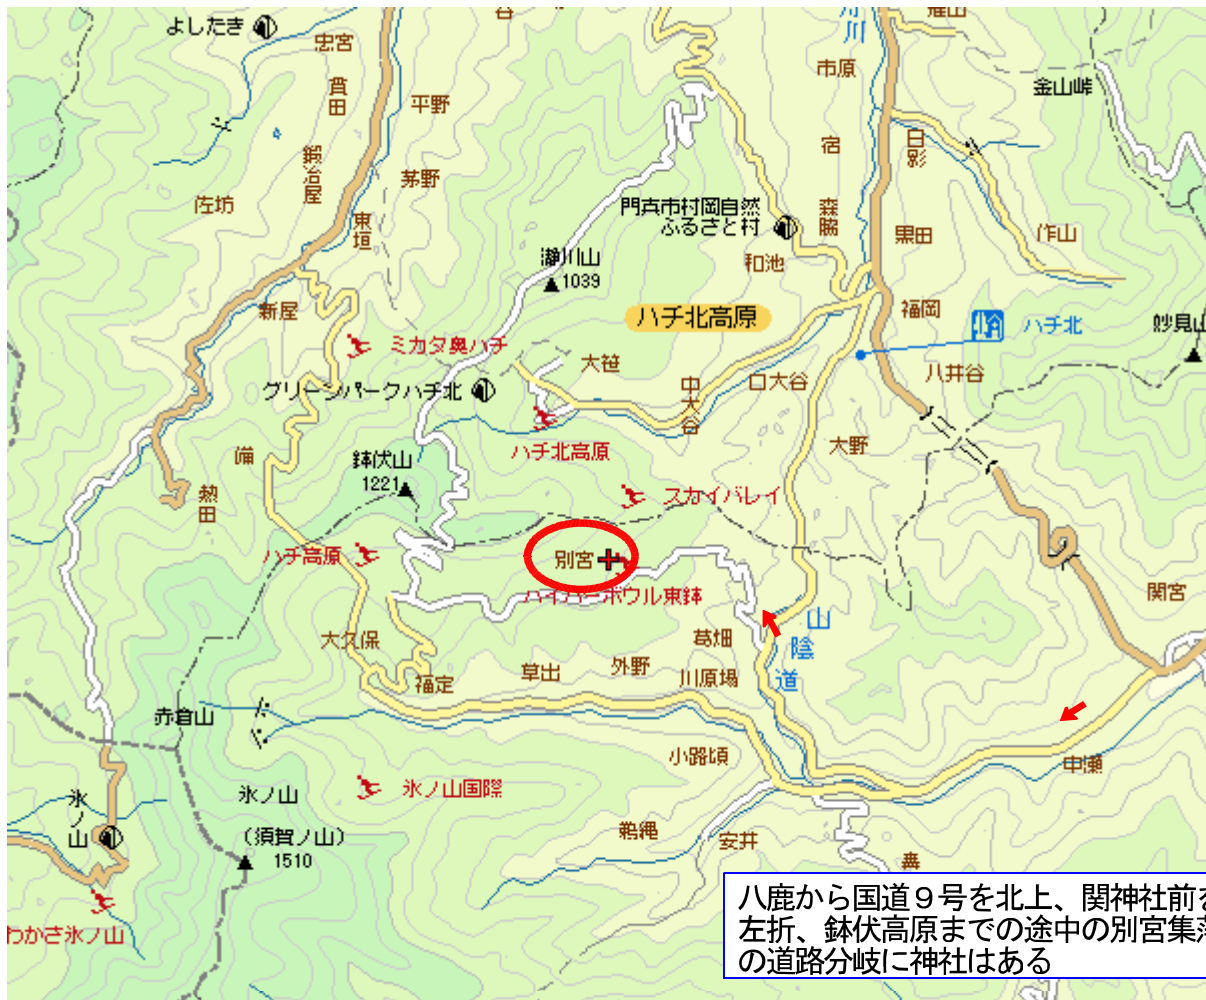 谷
よしたき
忠宮
貫田
平野
鍛冶屋
茅野
佐坊
東垣
新屋
市原
金山峠
宿
日影
門真市村岡自然
ふるさと村
森脇
黒田
作山
和池
瀞川山
1039
ハチ北高原
福岡
ハチ北
妙見山
ミカタ奥ハチ
大笹
グリーンパークハチ北
中大谷
口大谷
八井谷
ハチ北高原
大野
備
鉢伏山
1221
熱田
スカイバレイ
ハチ高原
別宮
ハイパーボウル東鉢
関宮
山陰道
葛畑
大久保
外野
草出
川原場
福定
赤倉山
小路頃
中瀬
氷ノ山国際
氷ノ山
氷ノ山
(須賀ノ山)
1510
鵜縄
安井
わかさ氷ノ山
八鹿から国道９号を北上、関神社前を
左折、鉢伏高原までの途中の別宮集落
の道路分岐に神社はある